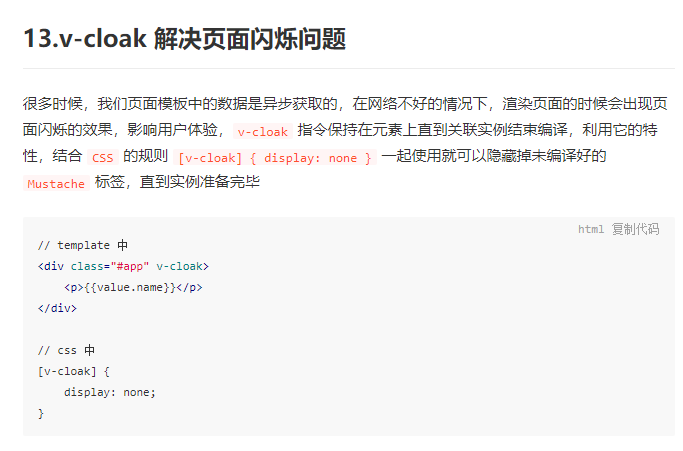 13.v-cloak 解决页面闪烁问题
很多时候，我们页面模板中的数据是异步获取的，在网络不好的情况下，渲染页面的时候会出现页
面闪烁的效果，影响用户体验，v-cloak 指令保持在元素上直到关联实例结束编译，利用它的特
性，结合 CSS 的规则 [v-cloak] { display: none } 一起使用就可以隐藏掉未编译好的
Mustache 标签，直到实例准备完毕
html 复制代码
// template 中
<div class="#app" v-cloak>
    <p>{{value.name}}</p>
</div>
// css 中
[v-cloak] {
    display: none;
}